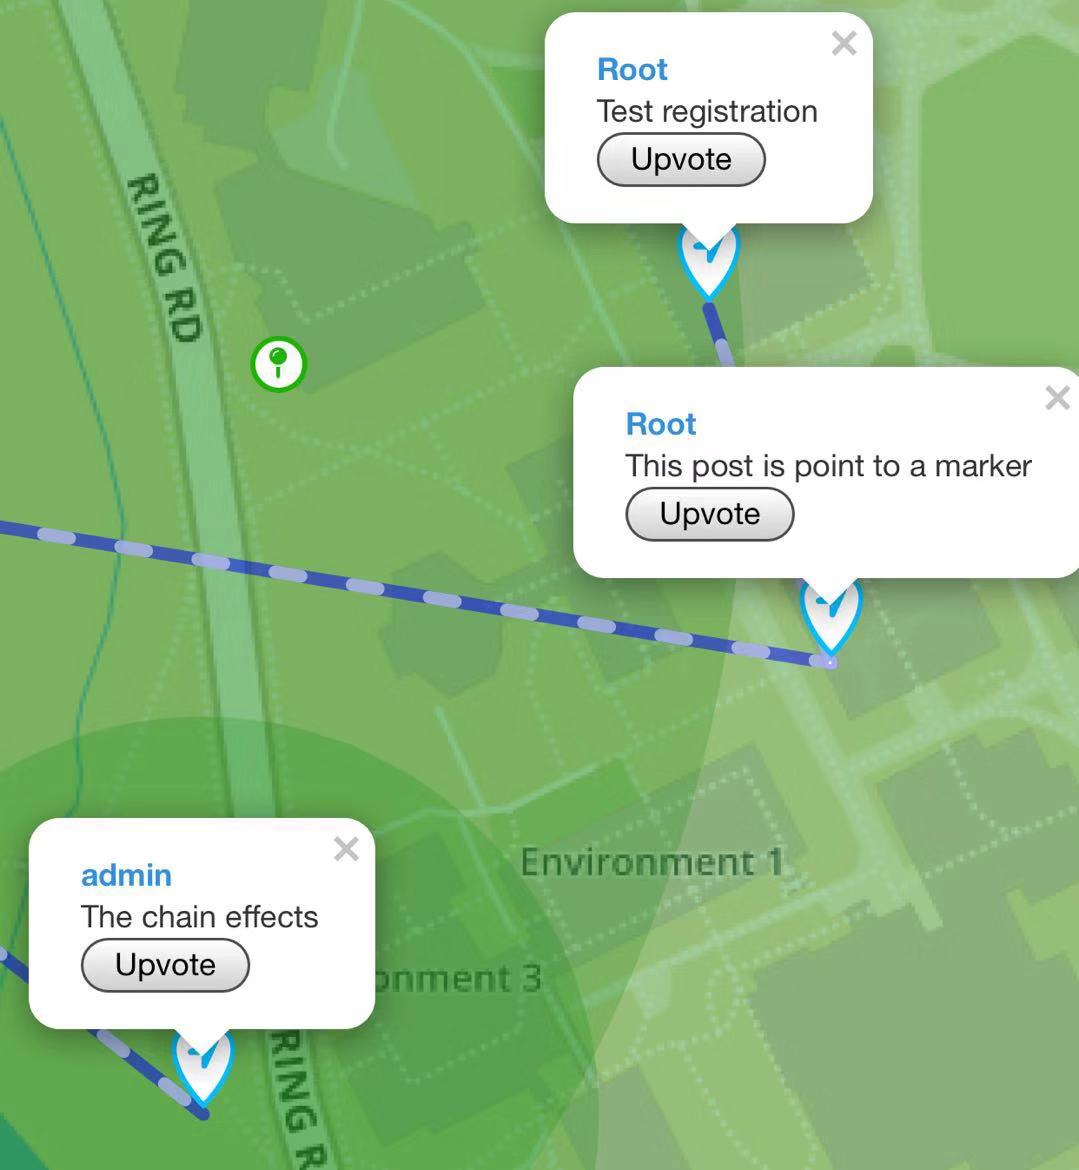 Root
Test registration
Upvote
RING RD
Root
This post is point to a marker
Upvote
Environment 1
admin
The chain effects
Upvote
onment 3
RING R